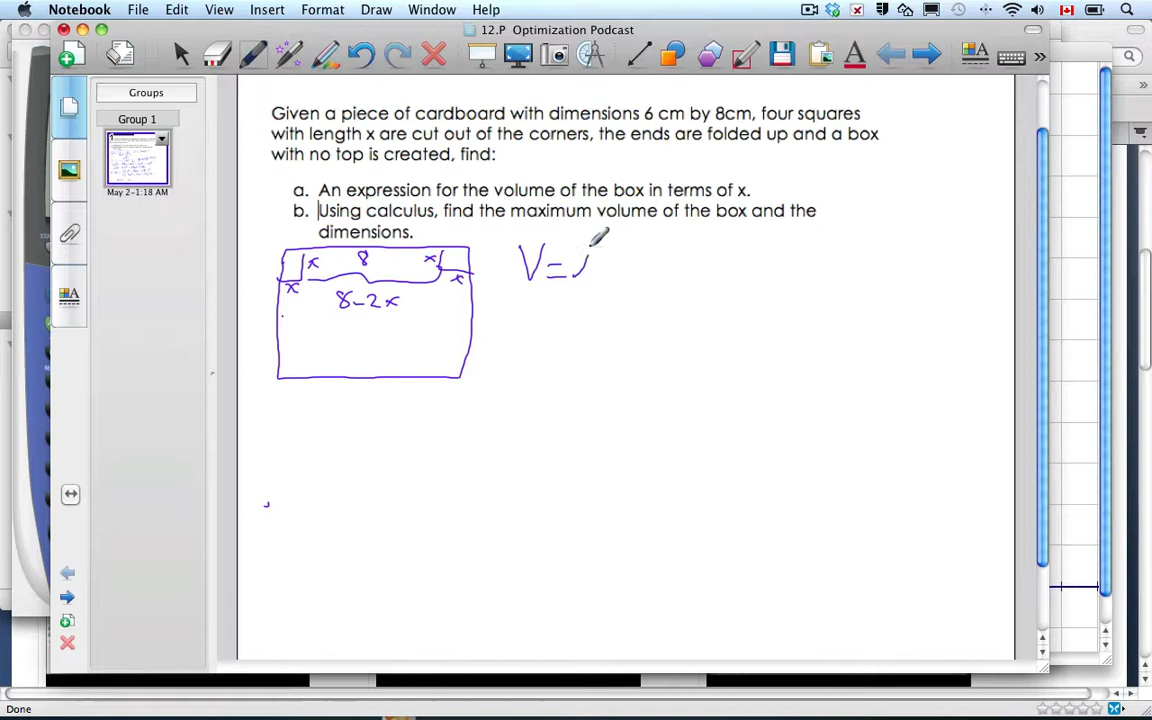 Notebook File Edit View Insert Format Draw Window Help
12.P Optimization Podcast
Groups
Group 1
May 2-1:18 AM
Given a piece of cardboard with dimensions 6 cm by 8cm, four squares
with length x are cut out of the corners, the ends are folded up and a box
with no top is created, find:
a. An expression for the volume of the box in terms of x.
b. Using calculus, find the maximum volume of the box and the
dimensions.
x 8 x
x x
8-2x
V=
Done